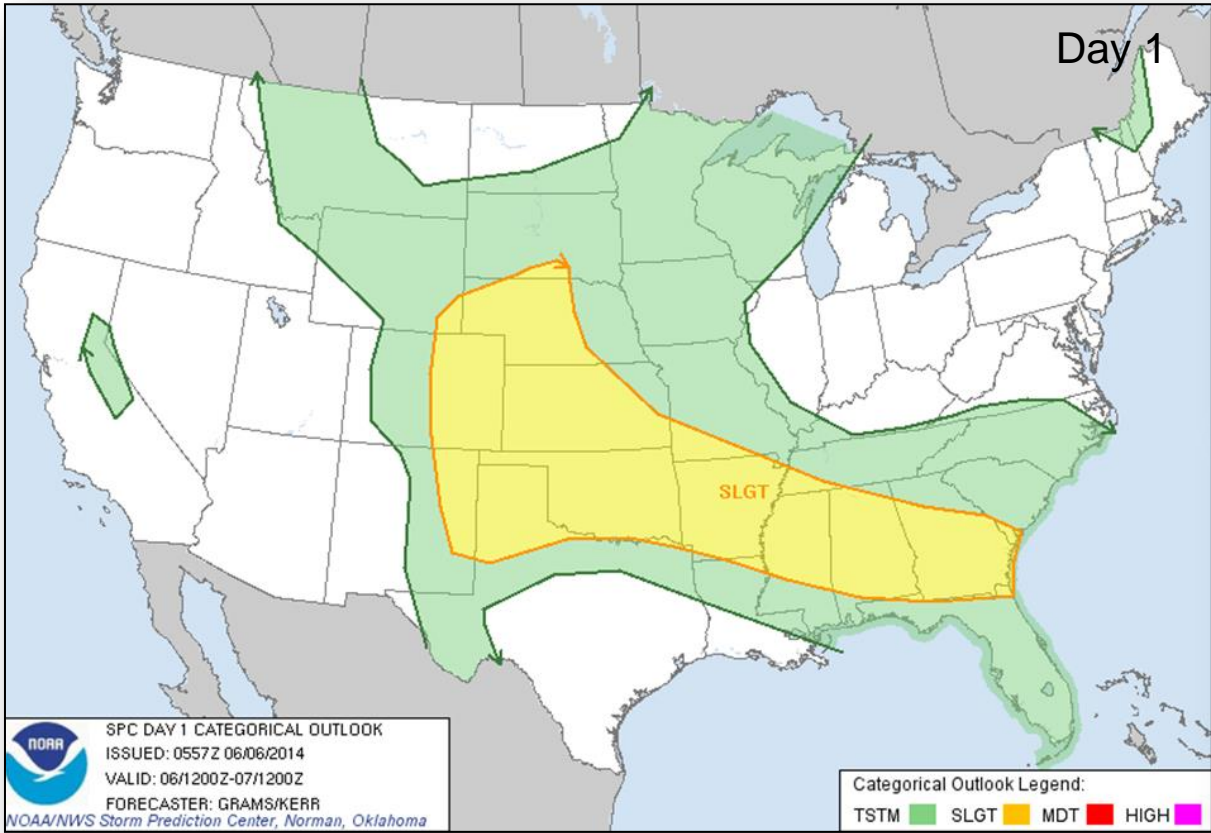 Day 1
SLGT
NOAA
SPC DAY 1 CATEGORICAL OUTLOOK
ISSUED: 0557Z 06/06/2014
VALID: 06/1200Z-07/1200Z
FORECASTER: GRAMS/KERR
NOAA/NWS Storm Prediction Center, Norman, Oklahoma
Categorical Outlook Legend:
TSTM SLGT MDT HIGH